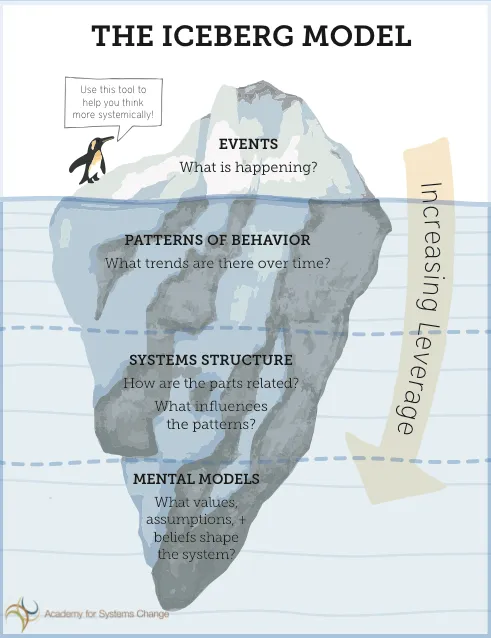 THE ICEBERG MODEL
Use this tool to
help you think
more systemically!
EVENTS
What is happening?
PATTERNS OF BEHAVIOR
What trends are there over time?
SYSTEMS STRUCTURE
How are the parts related?
What influences
the patterns?
MENTAL MODELS
What values,
assumptions, +
beliefs shape
the system?
Increasing Leverage
Academy for Systems Change